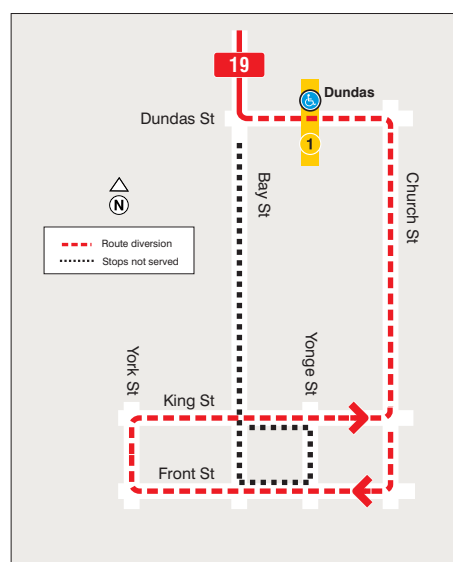 19
Dundas
Dundas St
1
Bay St
Church St
N
Route diversion
Stops not served
York St
Yonge St
King St
Front St